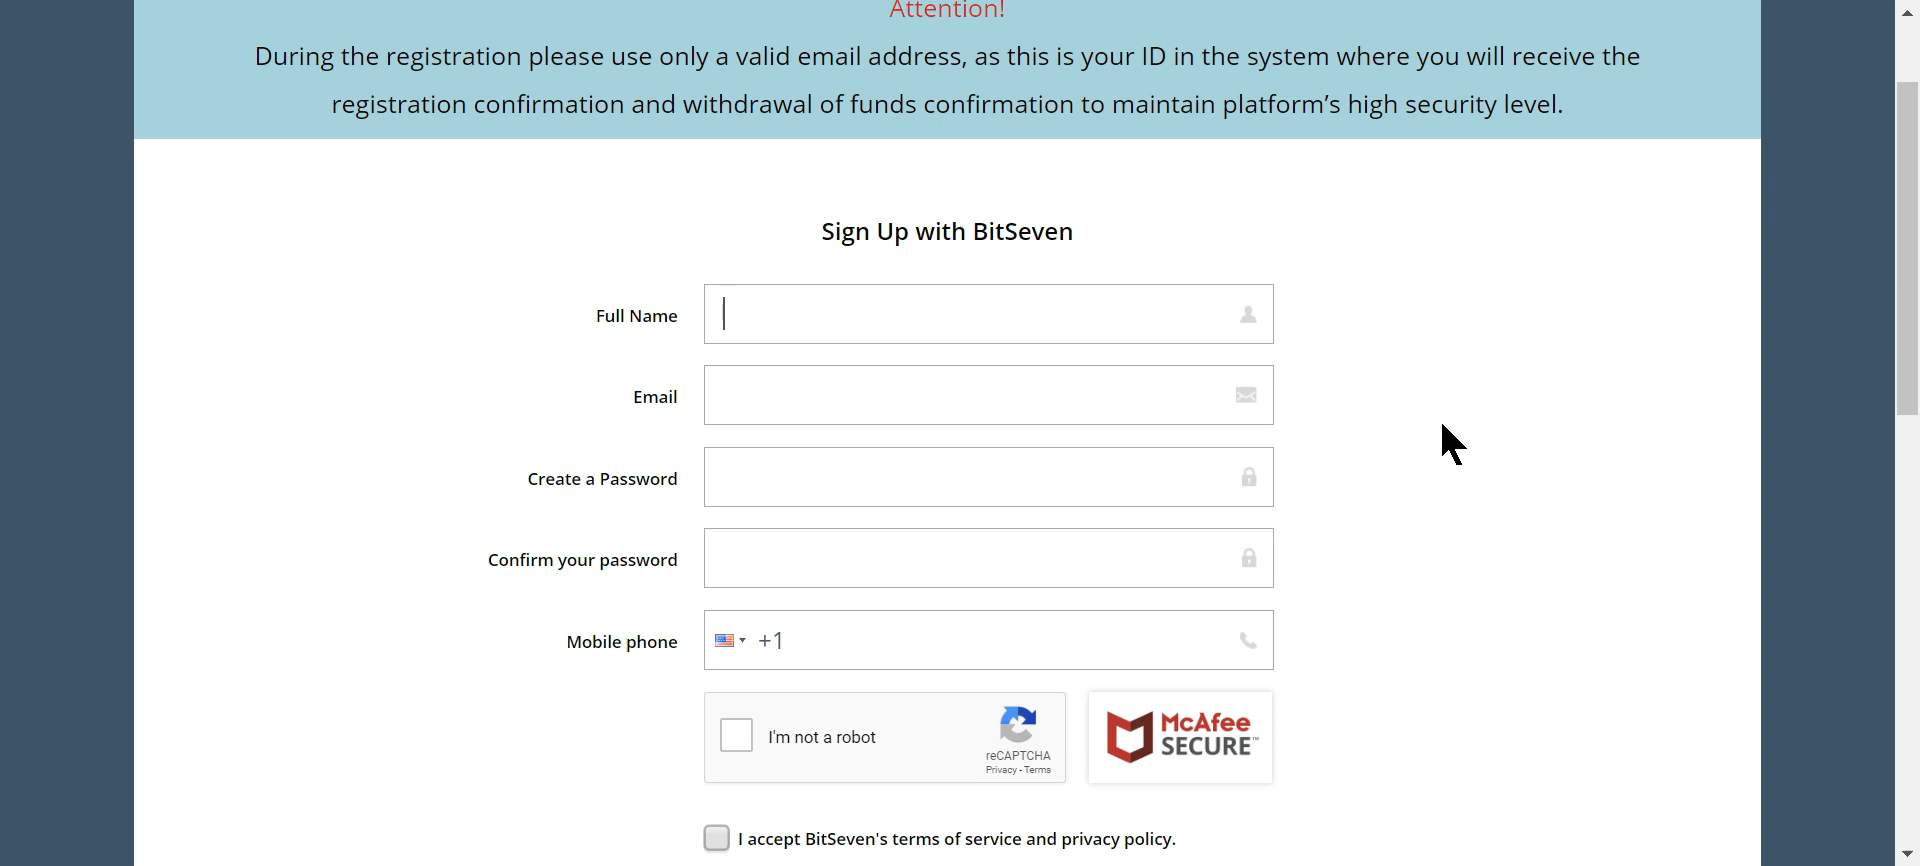 Attention!
During the registration please use only a valid email address, as this is your ID in the system where you will receive the
registration confirmation and withdrawal of funds confirmation to maintain platform’s high security level.
Sign Up with BitSeven
Full Name
Email
Create a Password
Confirm your password
Mobile phone
+1
I'm not a robot
reCAPTCHA
Privacy - Terms
McAfee
SECURE™
I accept BitSeven's terms of service and privacy policy.